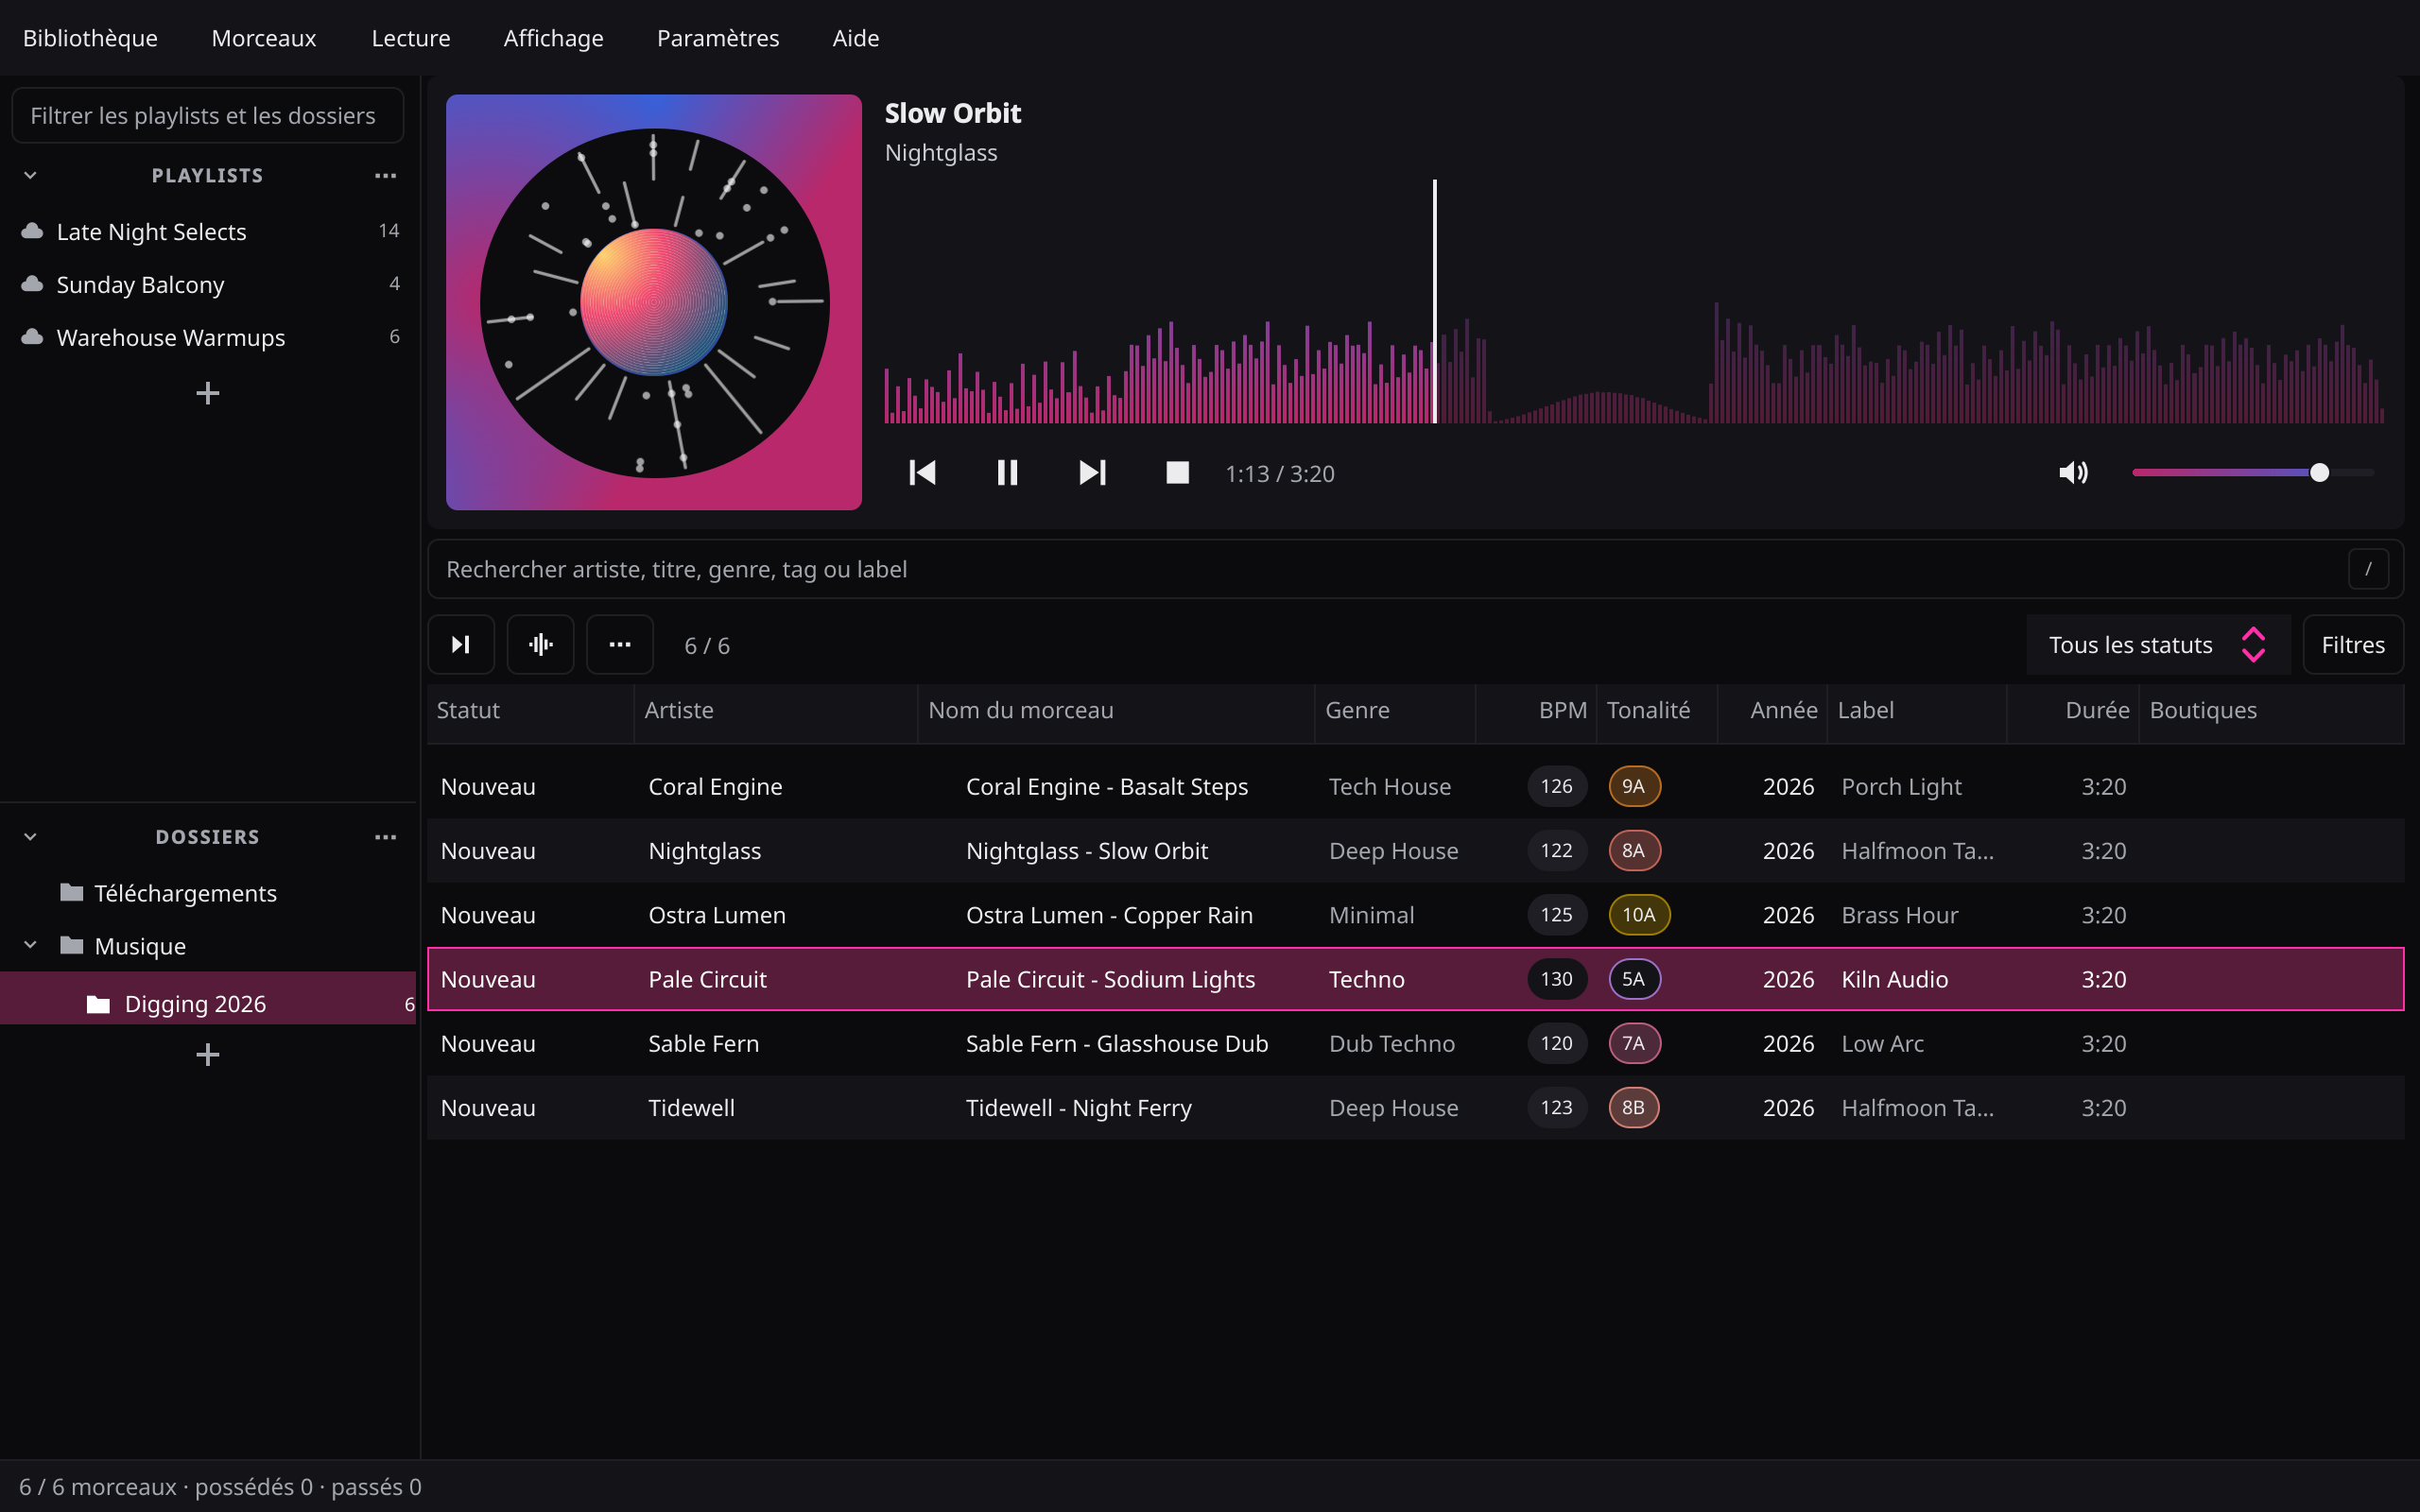 Bibliothèque Morceaux Lecture Affichage Paramètres Aide
Filtrer les playlists et les dossiers
PLAYLISTS
Late Night Selects 14
Sunday Balcony 4
Warehouse Warmups 6
DOSSIERS
Téléchargements
Musique
Digging 2026 6
Slow Orbit
Nightglass
1:13 / 3:20
Rechercher artiste, titre, genre, tag ou label /
6 / 6 Tous les statuts Filtres
Statut Artiste Nom du morceau Genre BPM Tonalité Année Label Durée Boutiques
Nouveau Coral Engine Coral Engine - Basalt Steps Tech House 126 9A 2026 Porch Light 3:20
Nouveau Nightglass Nightglass - Slow Orbit Deep House 122 8A 2026 Halfmoon Ta... 3:20
Nouveau Ostra Lumen Ostra Lumen - Copper Rain Minimal 125 10A 2026 Brass Hour 3:20
Nouveau Pale Circuit Pale Circuit - Sodium Lights Techno 130 5A 2026 Kiln Audio 3:20
Nouveau Sable Fern Sable Fern - Glasshouse Dub Dub Techno 120 7A 2026 Low Arc 3:20
Nouveau Tidewell Tidewell - Night Ferry Deep House 123 8B 2026 Halfmoon Ta... 3:20
6 / 6 morceaux · possédés 0 · passés 0